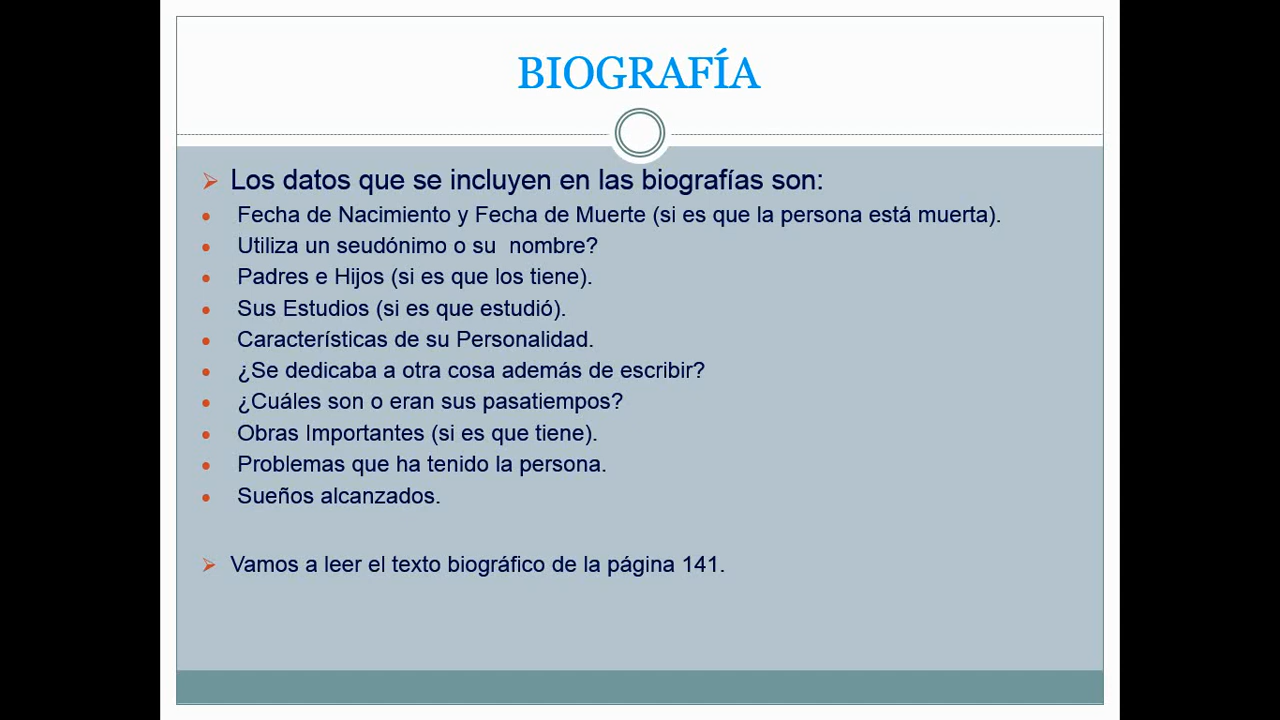 BIOGRAFÍA
Los datos que se incluyen en las biografías son:
Fecha de Nacimiento y Fecha de Muerte (si es que la persona está muerta).
Utiliza un seudónimo o su  nombre?
Padres e Hijos (si es que los tiene).
Sus Estudios (si es que estudió).
Características de su Personalidad.
¿Se dedicaba a otra cosa además de escribir?
¿Cuáles son o eran sus pasatiempos?
Obras Importantes (si es que tiene).
Problemas que ha tenido la persona.
Sueños alcanzados.
Vamos a leer el texto biográfico de la página 141.